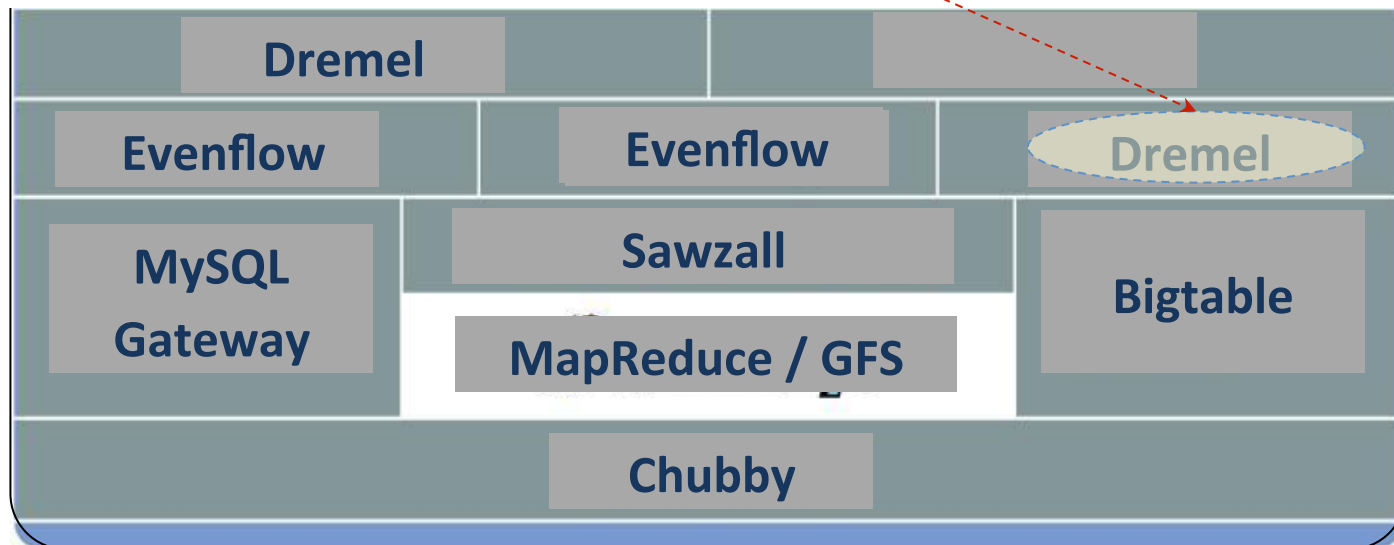 Dremel
Evenflow
Evenflow
Dremel
MySQL
Gateway
Sawzall
Bigtable
MapReduce / GFS
Chubby